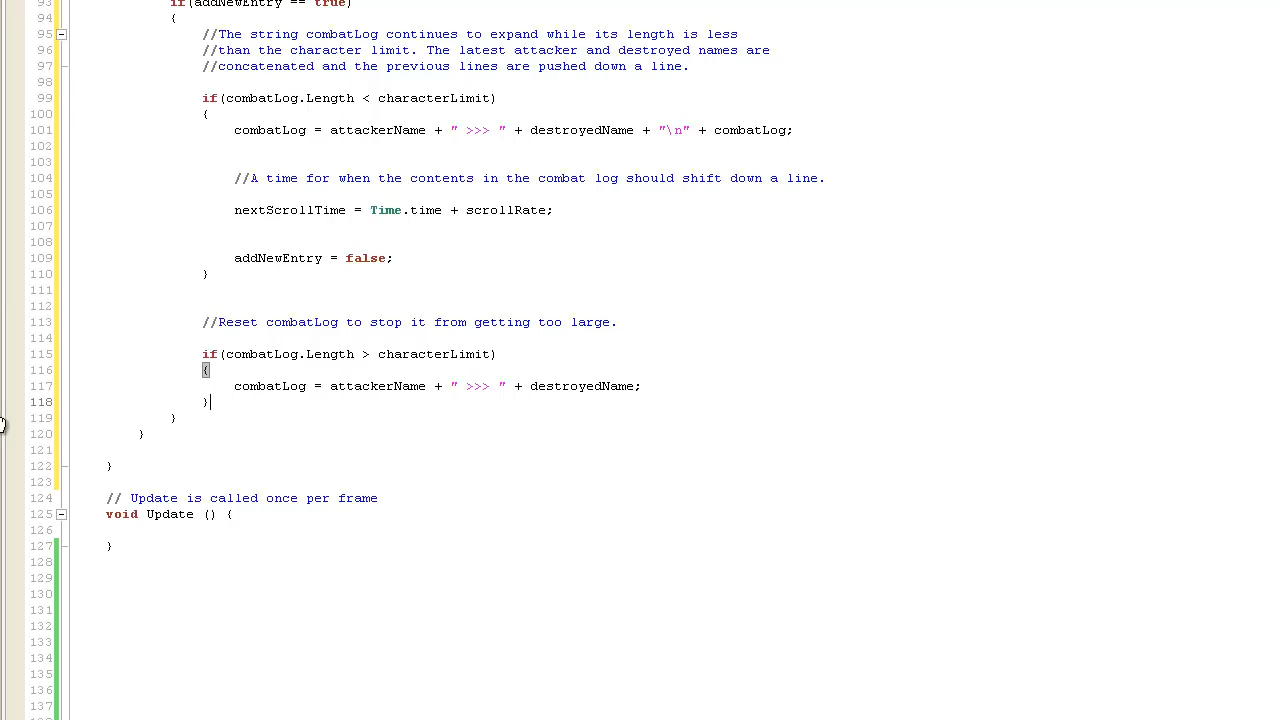 93 if(addNewEntry == true)
94 {
95 //The string combatLog continues to expand while its length is less
96 //than the character limit. The latest attacker and destroyed names are
97 //concatenated and the previous lines are pushed down a line.
98
99 if(combatLog.Length < characterLimit)
100 {
101 combatLog = attackerName + " >>> " + destroyedName + "\n" + combatLog;
102
103
104 //A time for when the contents in the combat log should shift down a line.
105
106 nextScrollTime = Time.time + scrollRate;
107
108
109 addNewEntry = false;
110 }
111
112
113 //Reset combatLog to stop it from getting too large.
114
115 if(combatLog.Length > characterLimit)
116 {
117 combatLog = attackerName + " >>> " + destroyedName;
118 }
119 }
120 }
121
122 }
123
124 // Update is called once per frame
125 void Update () {
126
127 }
128
129
130
131
132
133
134
135
136
137